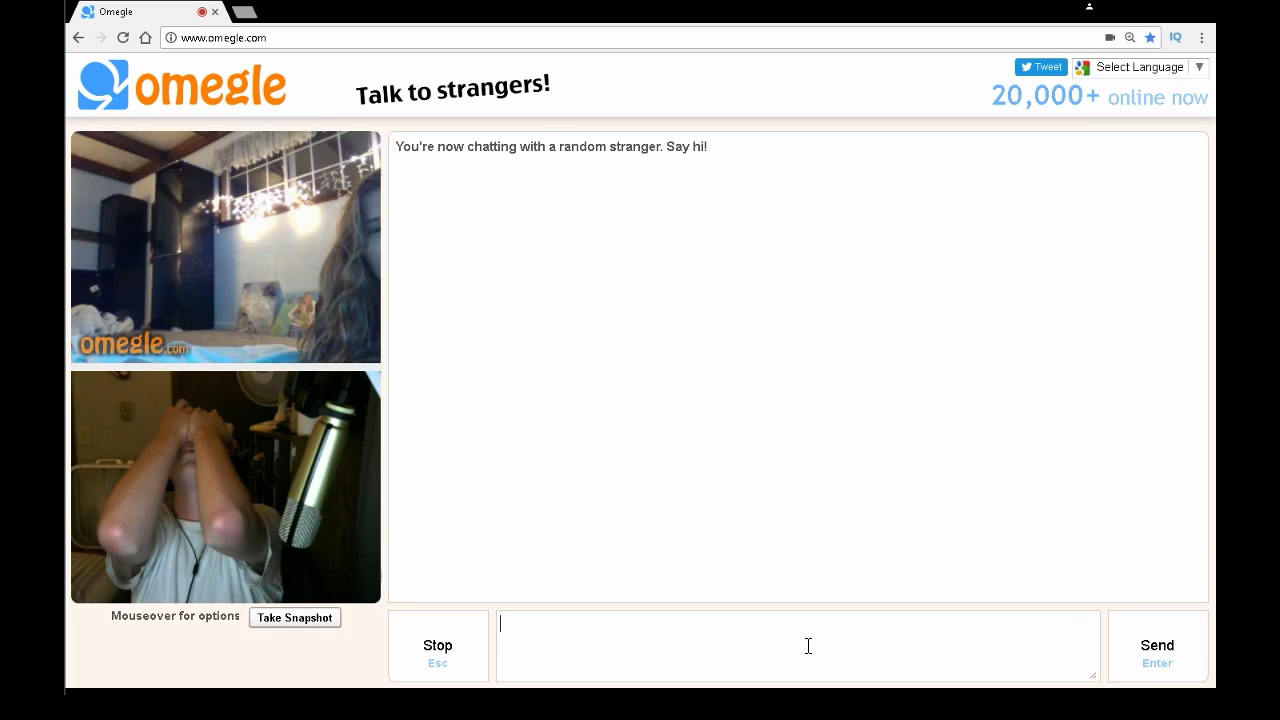 Omegle
www.omegle.com
IQ
omegle
Talk to strangers!
Tweet
Select Language
20,000+ online now
You're now chatting with a random stranger. Say hi!
omegle.com
Mouseover for options
Take Snapshot
Stop
Esc
Send
Enter